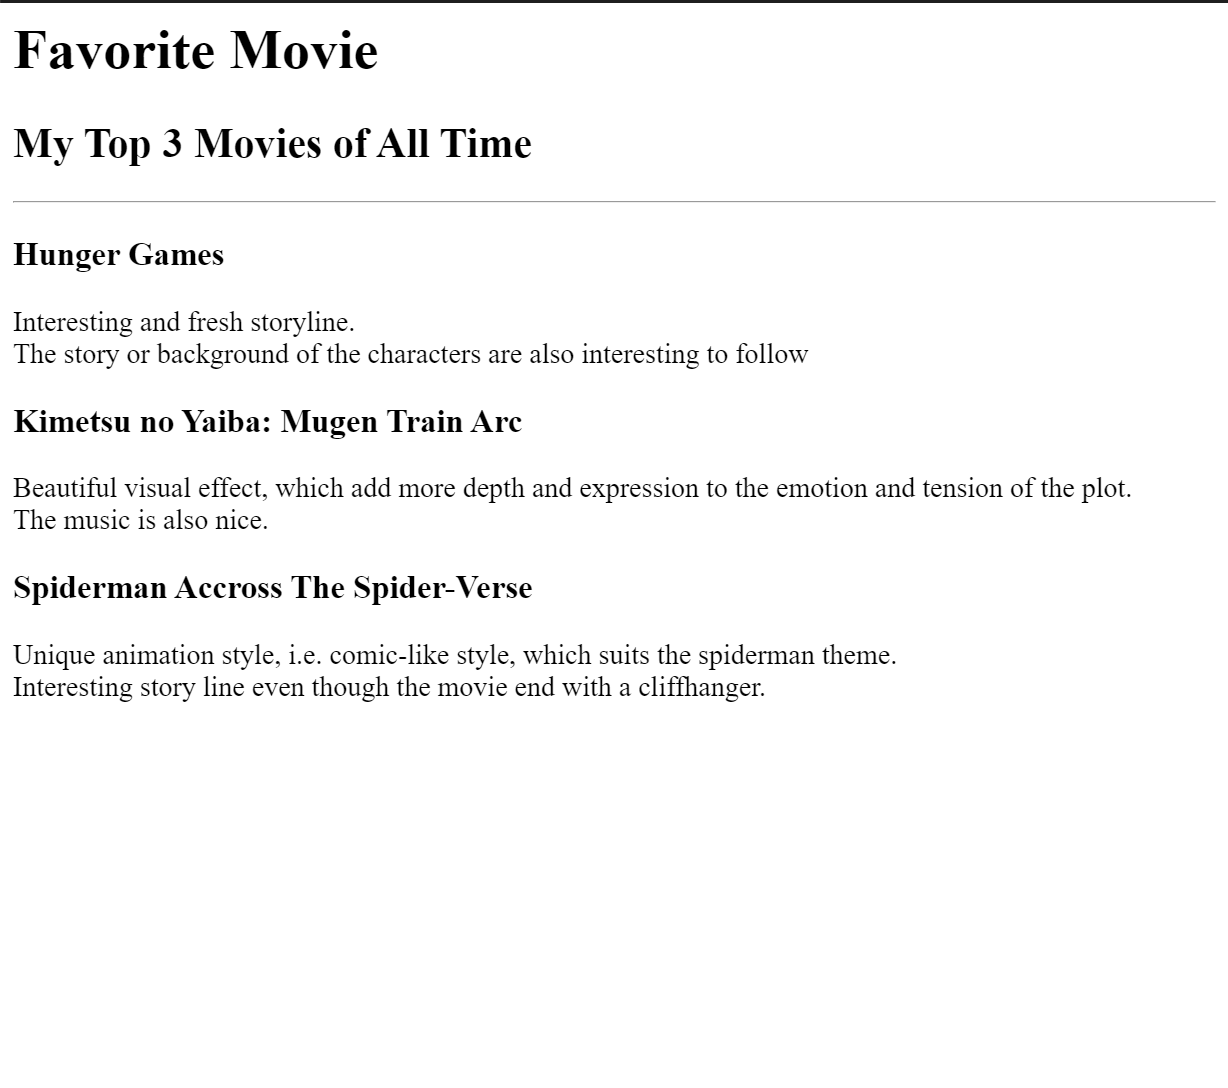 Favorite Movie
My Top 3 Movies of All Time
Hunger Games
Interesting and fresh storyline.
The story or background of the characters are also interesting to follow
Kimetsu no Yaiba: Mugen Train Arc
Beautiful visual effect, which add more depth and expression to the emotion and tension of the plot.
The music is also nice.
Spiderman Accross The Spider-Verse
Unique animation style, i.e. comic-like style, which suits the spiderman theme.
Interesting story line even though the movie end with a cliffhanger.